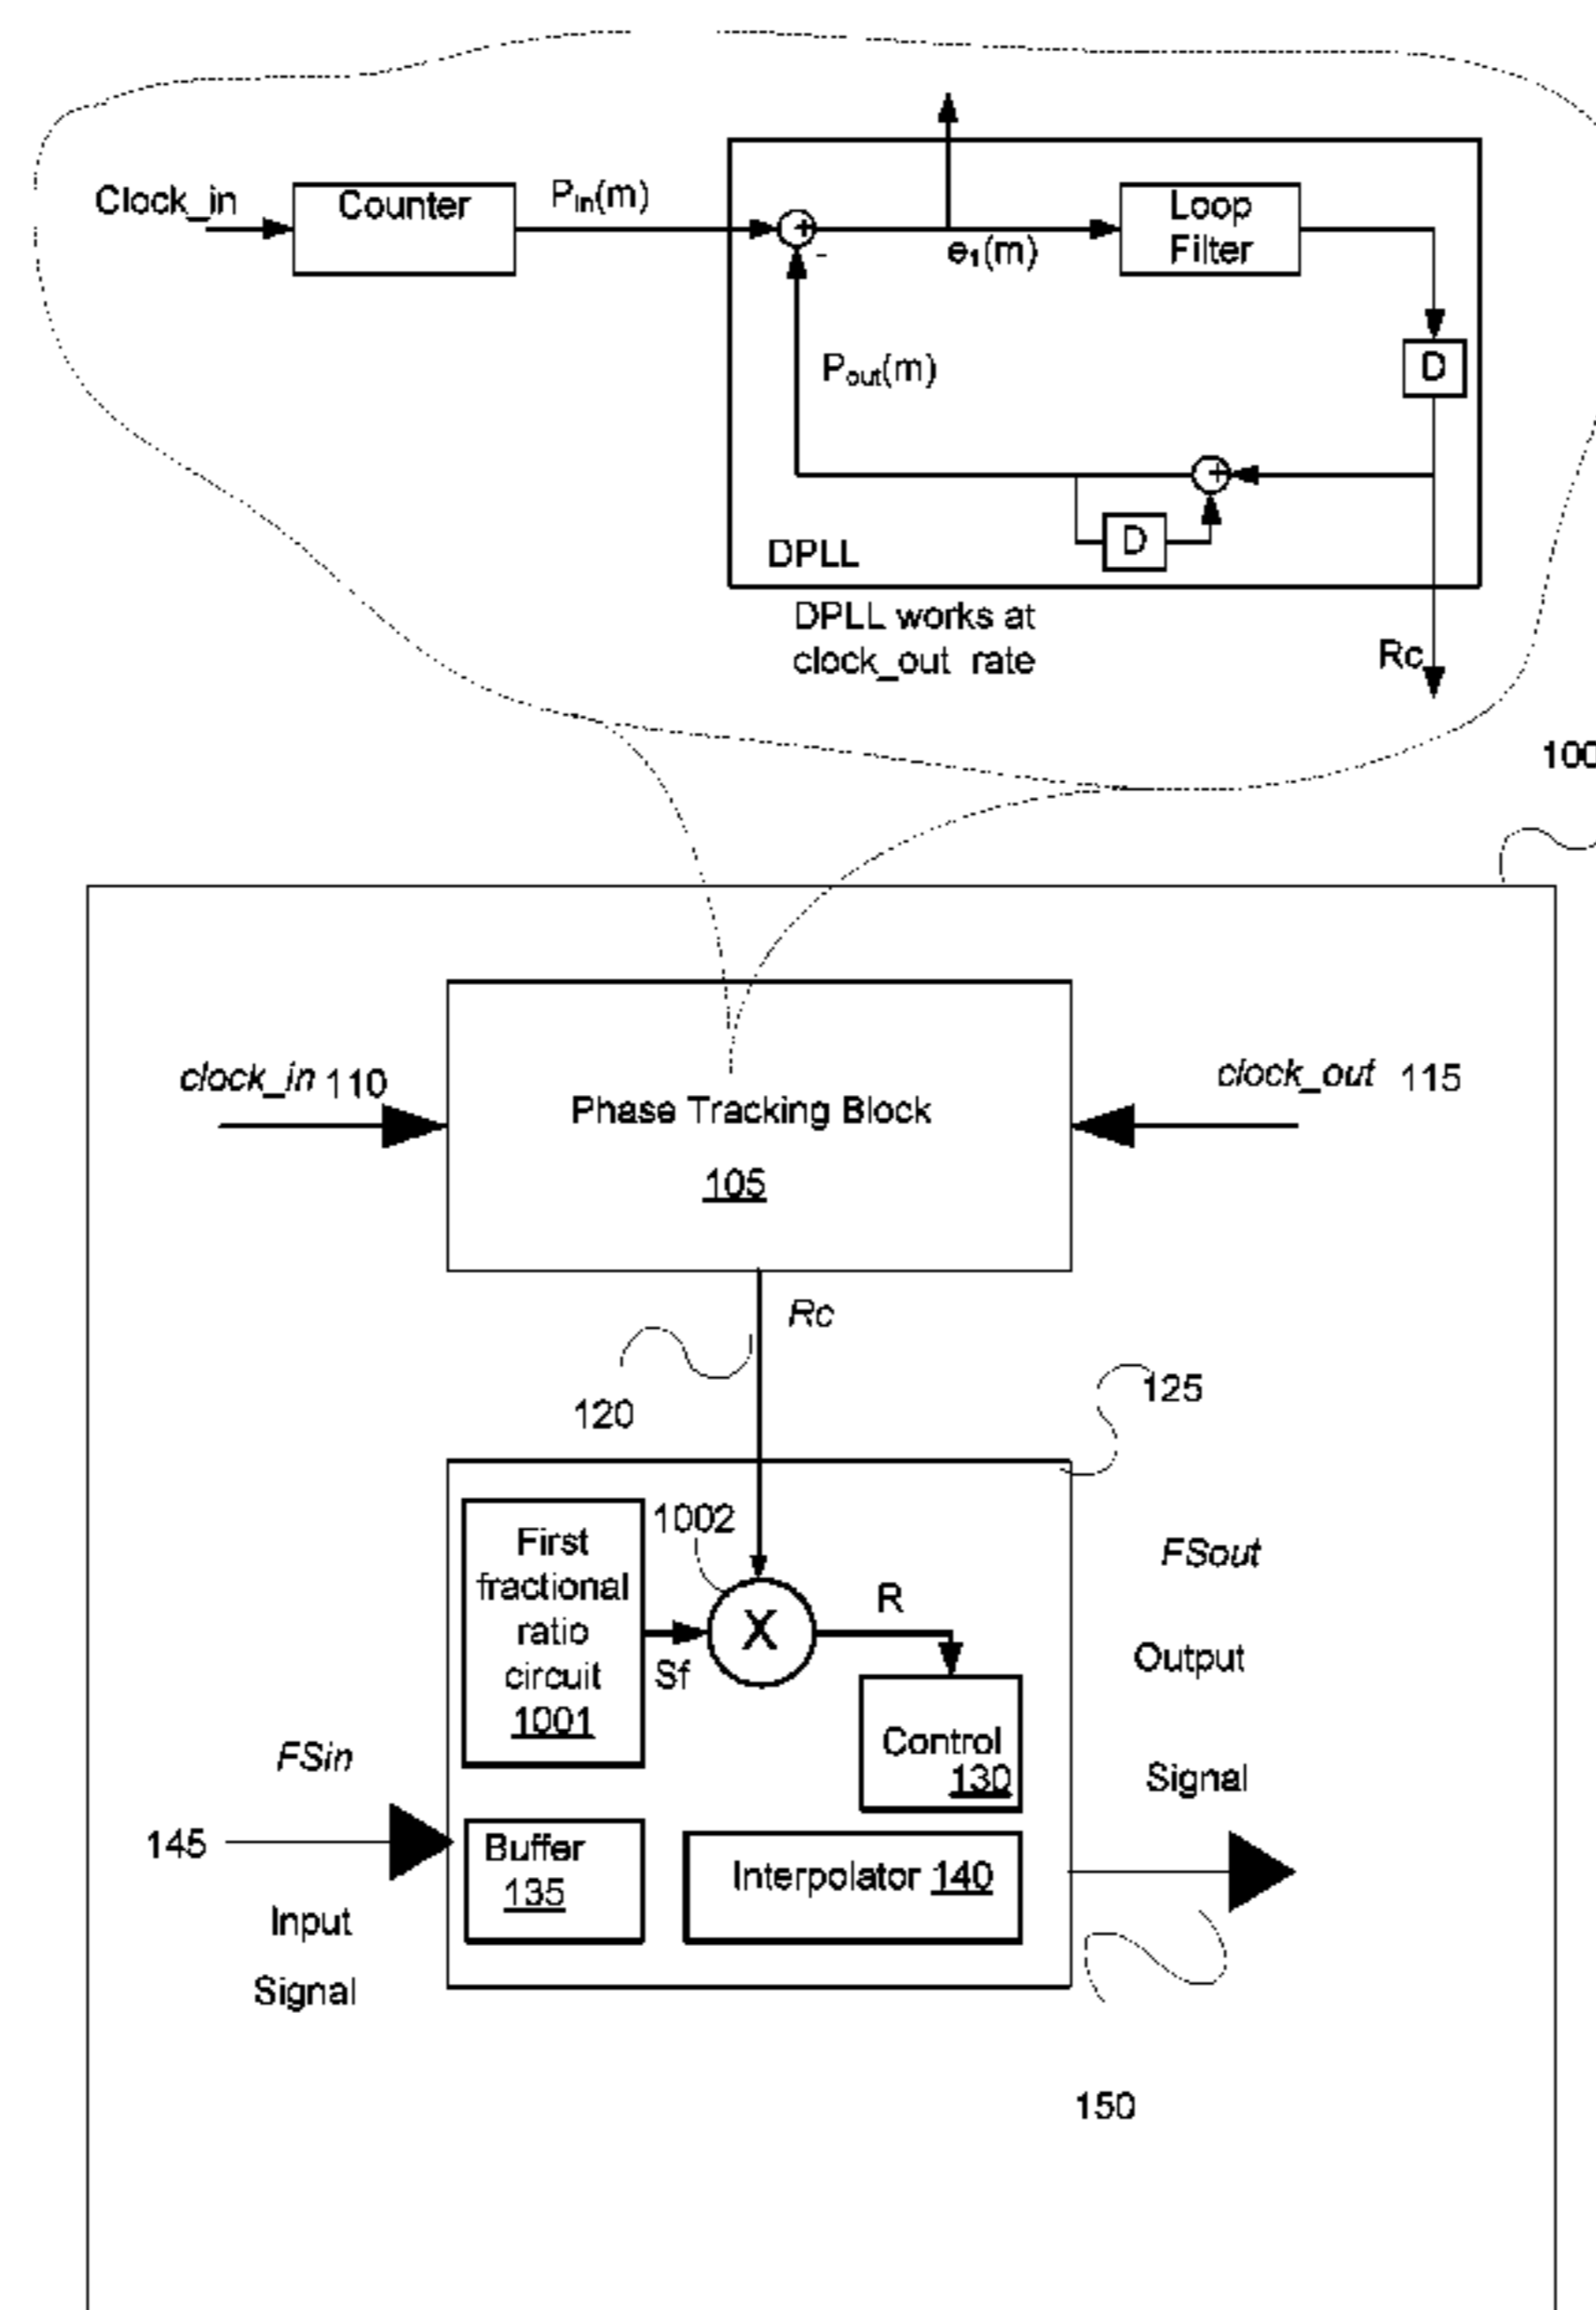 Clock_in
Counter
Pin(m)
+
-
e1(m)
Loop
Filter
D
Pout(m)
+
D
DPLL
DPLL works at
clock_out rate
Rc
100
clock_in 110
clock_out 115
Phase Tracking Block
105
Rc
120
125
First
fractional
ratio
circuit
1001
1002
X
Sf
R
Control
130
FSout
Output
Signal
FSin
145
Input
Signal
Buffer
135
Interpolator 140
150